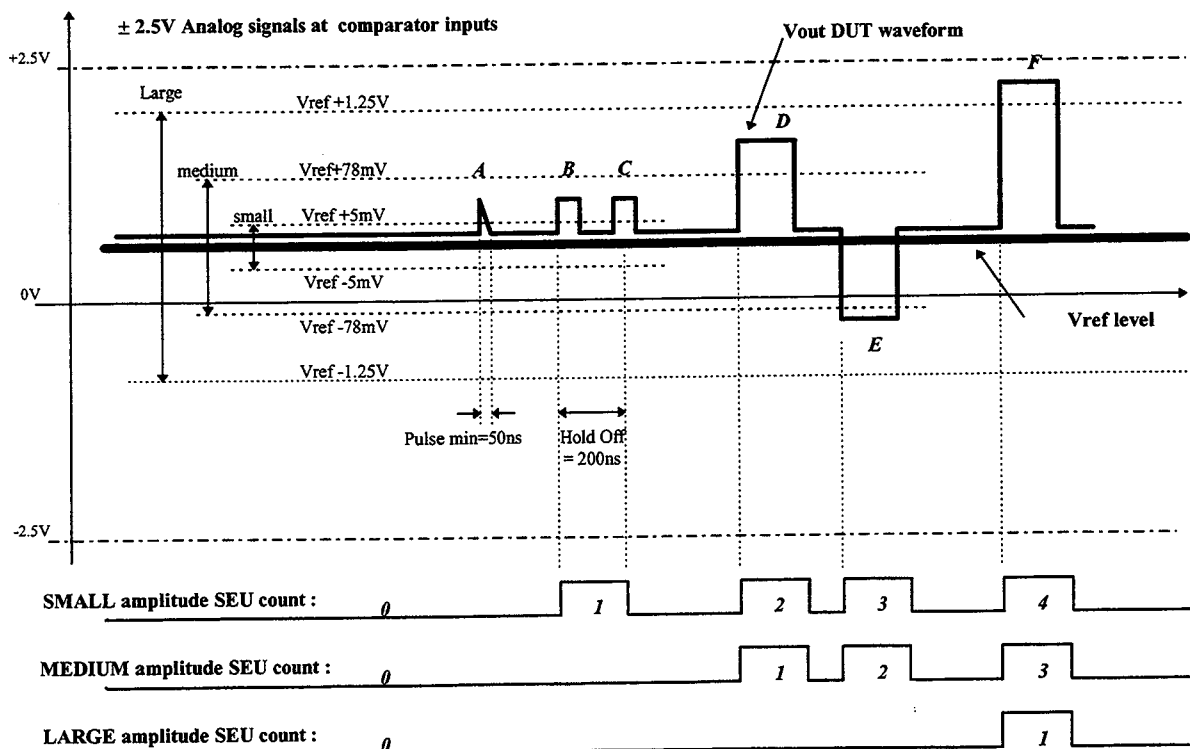 ± 2.5V Analog signals at comparator inputs
Vout DUT waveform
+2.5V
F
Large
Vref +1.25V
D
medium
Vref+78mV
A
B
C
small
Vref +5mV
Vref -5mV
0V
Vref -78mV
Vref level
E
Vref -1.25V
Pulse min=50ns
Hold Off
= 200ns
-2.5V
SMALL amplitude SEU count :
0
1
2
3
4
MEDIUM amplitude SEU count :
0
1
2
3
LARGE amplitude SEU count :
0
1